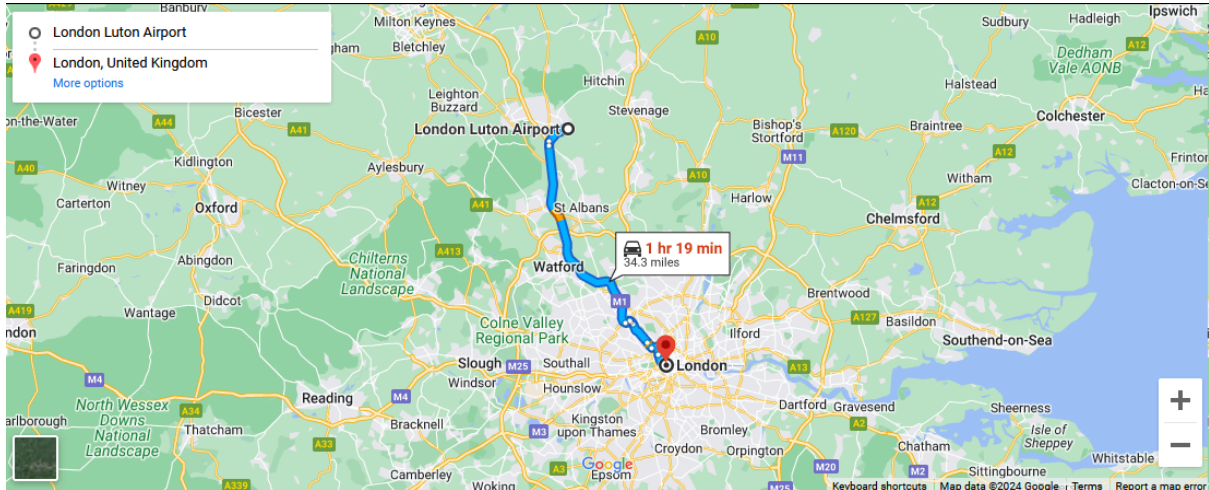 London Luton Airport
London, United Kingdom
More options
Banbury
Milton Keynes
Bletchley
A10
Sudbury
Hadleigh
Ipswich
A12
Dedham
Vale AONB
Hitchin
Leighton
Buzzard
Stevenage
Halstead
Colchester
Bicester
A44
A41
London Luton Airport
Bishop's
Stortford
A120
Braintree
M11
Kidlington
Aylesbury
A40
Witney
A10
Witham
Frinton
Clacton-on-Se
Carterton
Oxford
A41
St Albans
Harlow
A12
Chelmsford
1 hr 19 min
34.3 miles
A413
Chilterns
National
Landscape
Abingdon
Faringdon
Watford
Didcot
Wantage
A419
M1
Brentwood
A127
Basildon
Colne Valley
Regional Park
Ilford
Southend-on-Sea
Slough
M25
Southall
London
A13
M4
Windsor
Hounslow
Reading
M4
Dartford
Gravesend
Sheerness
North Wessex
Downs
National
Landscape
A34
Thatcham
A33
Bracknell
M3
Kingston
upon Thames
Bromley
A2
Isle of
Sheppey
Croydon
Orpington
Chatham
Whitstable
Google
A3
Epsom
M20
M2
Camberley
Woking
Sittingbourne
A339
M25
Keyboard shortcuts
Map data ©2024 Google
Terms
Report a map error